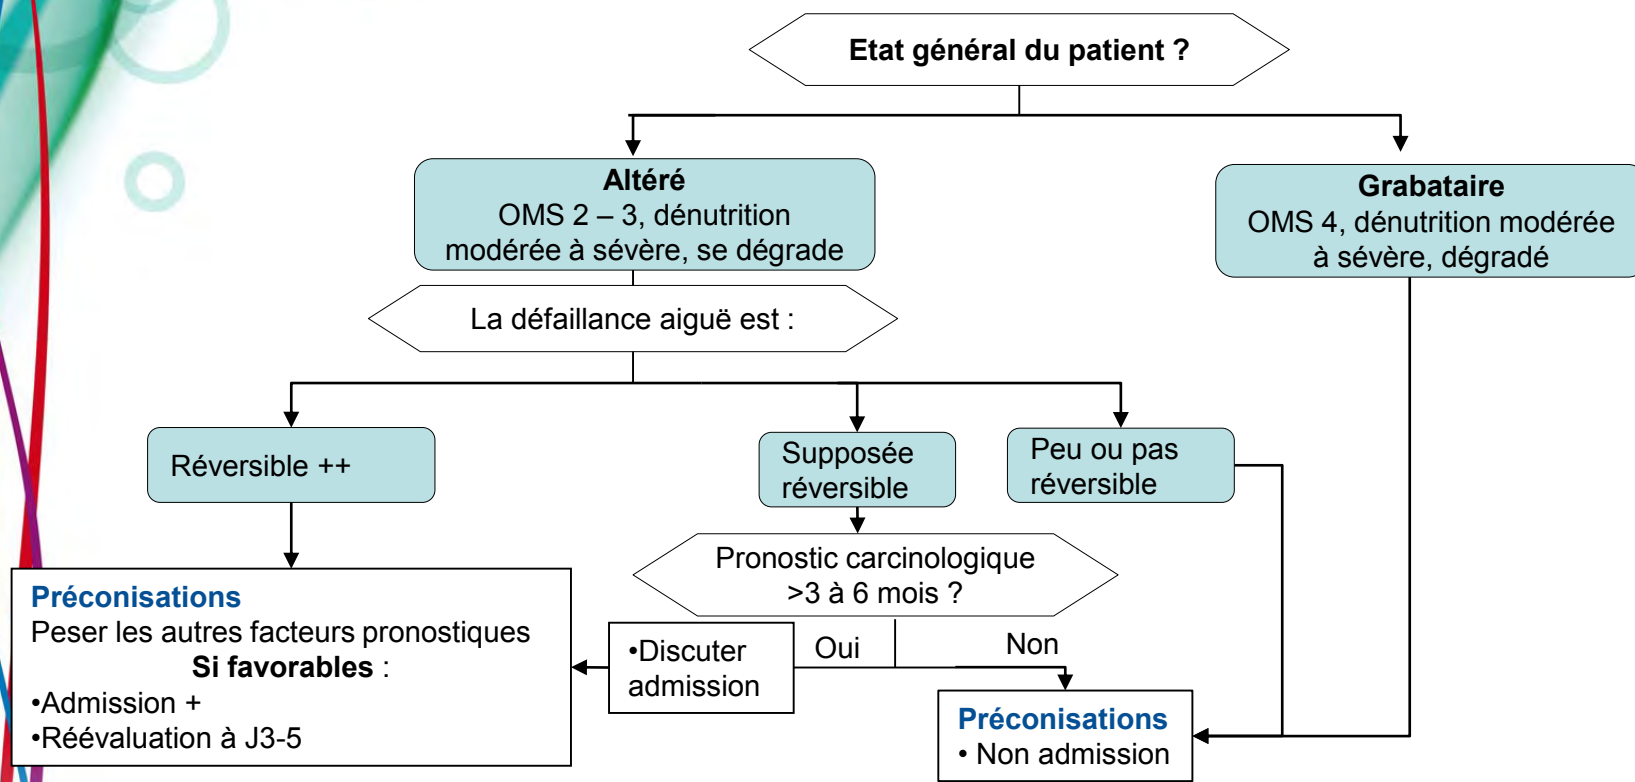 Etat général du patient ?
Altéré
OMS 2 – 3, dénutrition
modérée à sévère, se dégrade
Grabataire
OMS 4, dénutrition modérée
à sévère, dégradé
La défaillance aiguë est :
Réversible ++
Supposée
réversible
Peu ou pas
réversible
Pronostic carcinologique
>3 à 6 mois ?
Préconisations
Peser les autres facteurs pronostiques
Si favorables :
•Admission +
•Réévaluation à J3-5
•Discuter
admission
Oui
Non
Préconisations
• Non admission